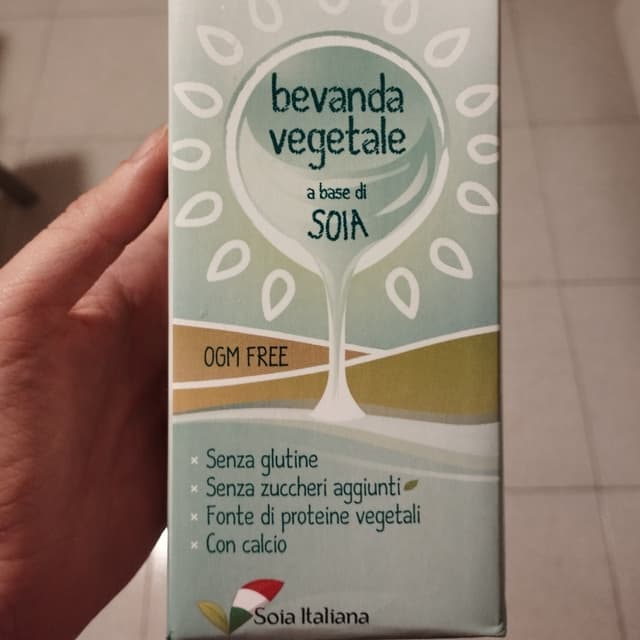 bevanda
vegetale
a base di
SOIA
OGM FREE
× Senza glutine
× Senza zuccheri aggiunti
× Fonte di proteine vegetali
× Con calcio
Soia Italiana